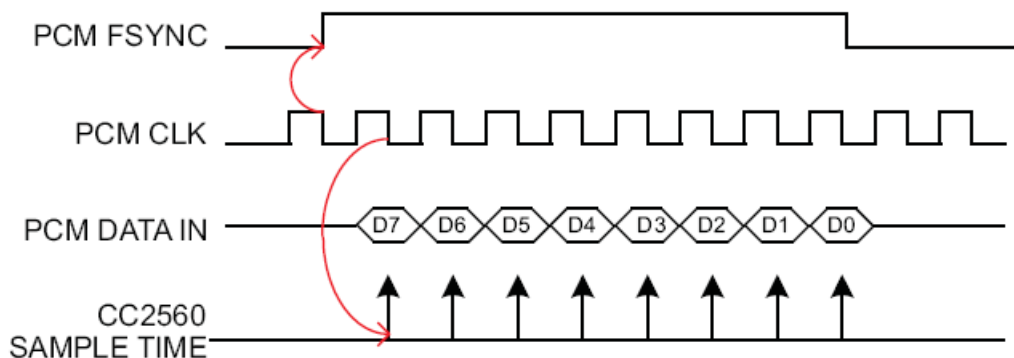 PCM FSYNC
PCM CLK
PCM DATA IN
D7 D6 D5 D4 D3 D2 D1 D0
CC2560
SAMPLE TIME